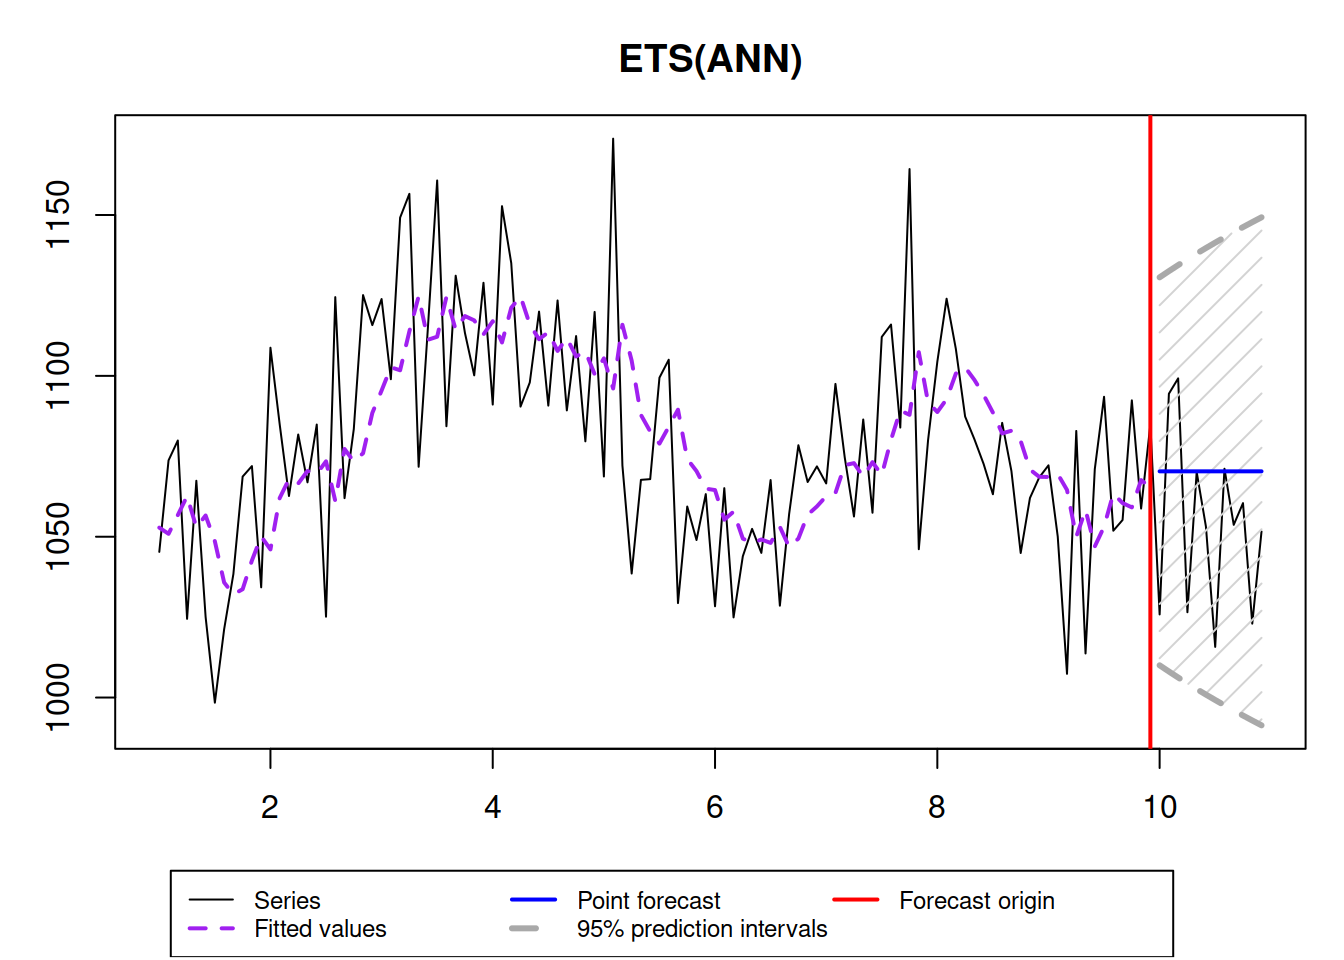 ETS(ANN)
1150
1100
1050
1000
2 4 6 8 10
Series Point forecast Forecast origin
Fitted values 95% prediction intervals